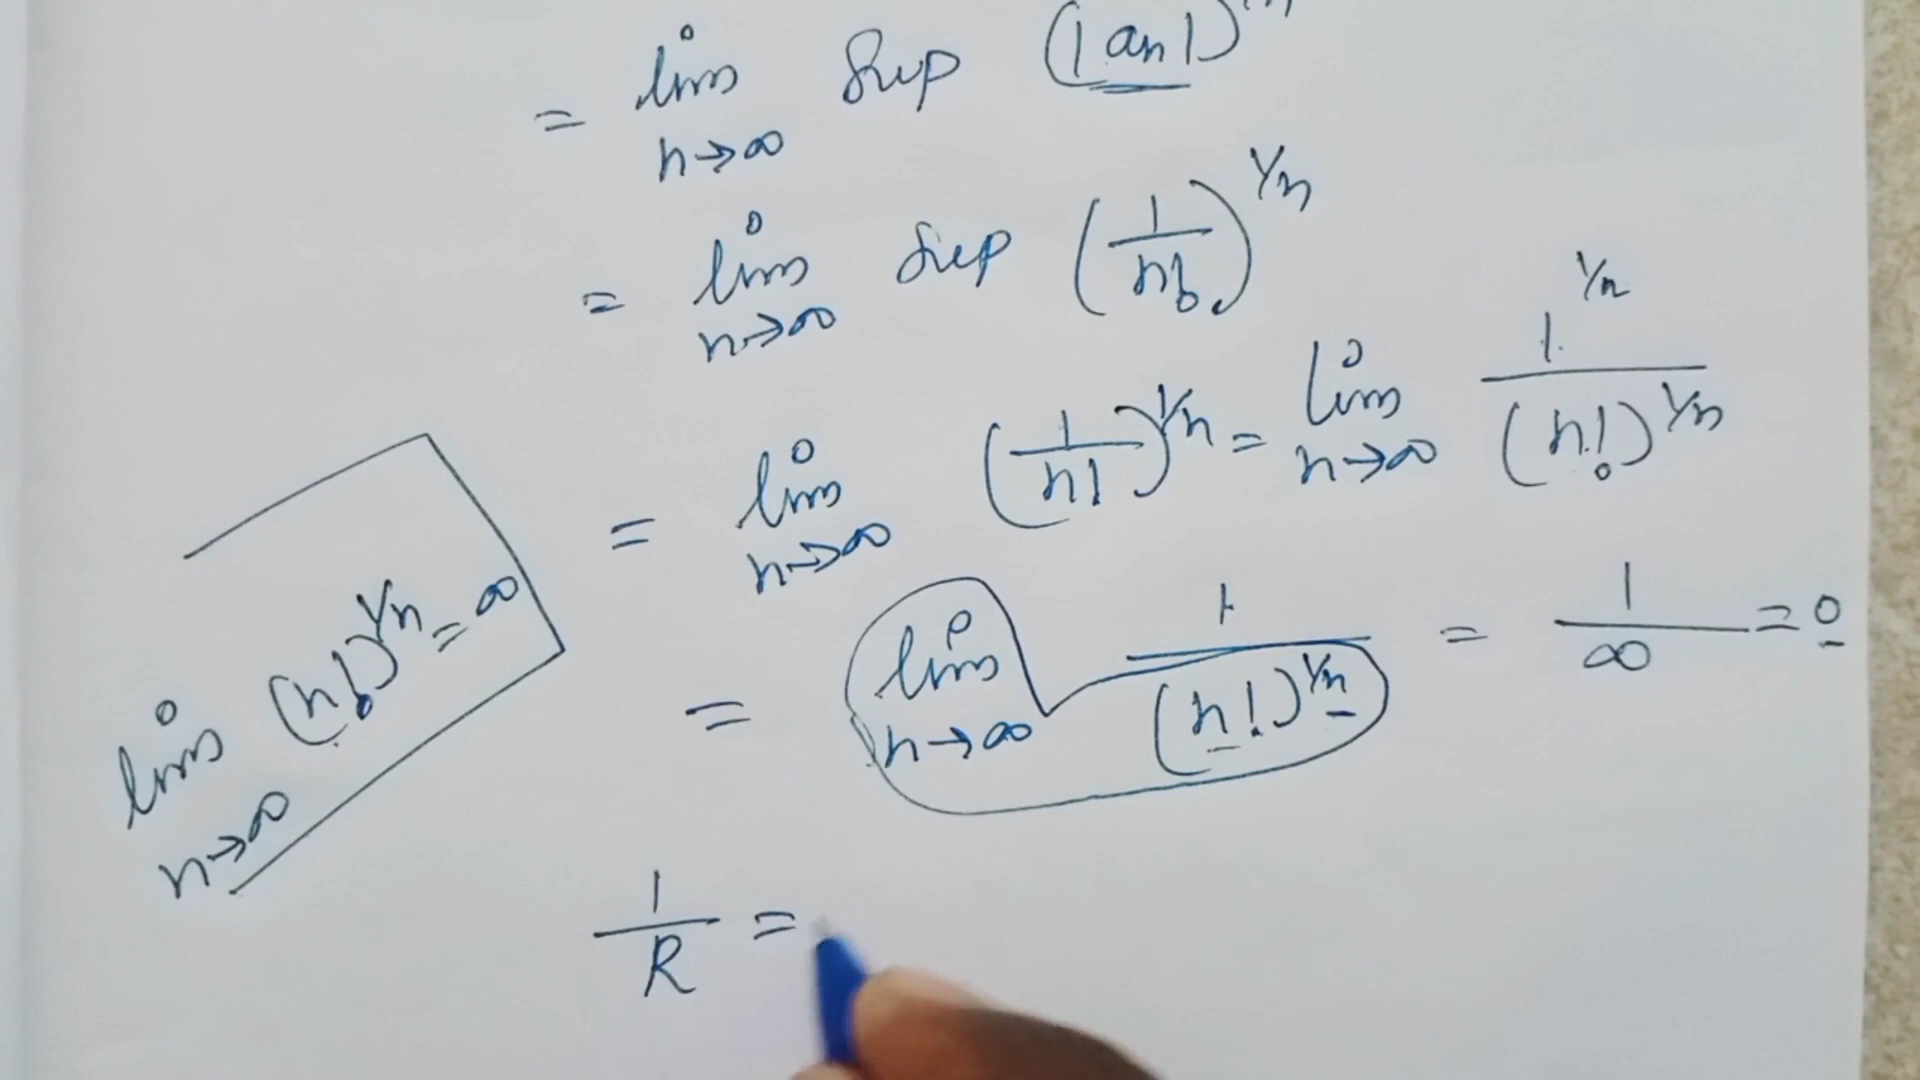 = lim Sup (|an|)^1/n
n→∞
= lim Sup (1/n!)^1/n
n→∞
= lim (1/n!)^1/n = lim 1^1/n/(n!)^1/n
n→∞ n→∞
lim (n!)^1/n = ∞
n→∞
= lim 1/(n!)^1/n = 1/∞ = 0
n→∞
1/R =